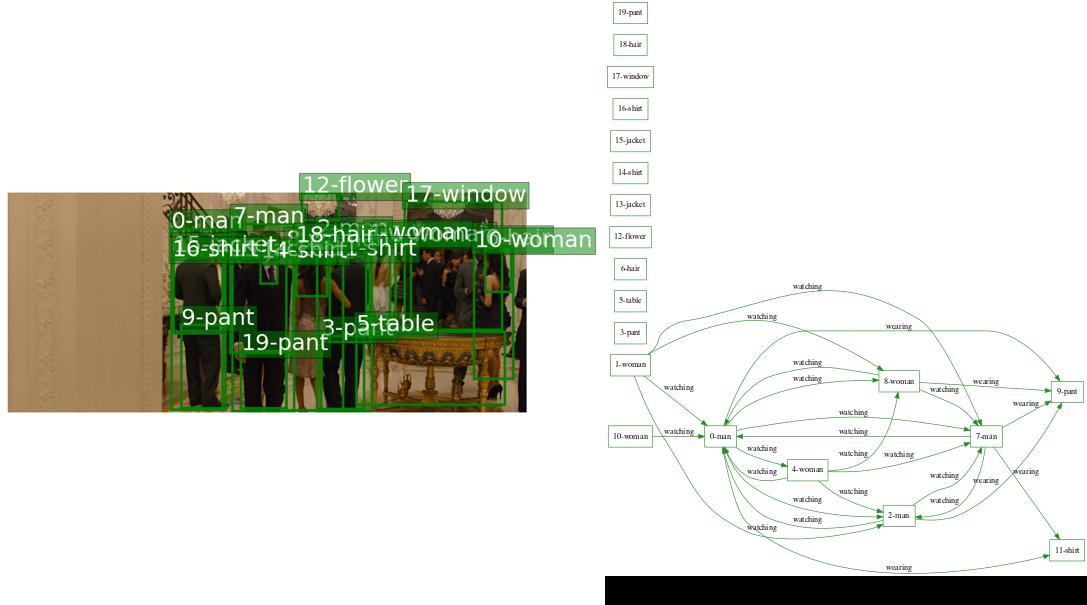 12-flower
17-window
0-ma
7-man
18-hair
woman
10-woman
16-shirt
shirt
9-pant
19-pant
5-table
19-pant
18-hair
17-window
16-shirt
15-jacket
14-shirt
13-jacket
12-flower
6-hair
5-table
3-pant
1-woman
10-woman
0-man
4-woman
8-woman
2-man
7-man
9-pant
11-shirt
watching
watching
wearing
watching
watching
watching
wearing
watching
wearing
watching
watching
watching
watching
watching
watching
watching
watching
watching
watching
wearing
wearing
watching
watching
watching
watching
wearing